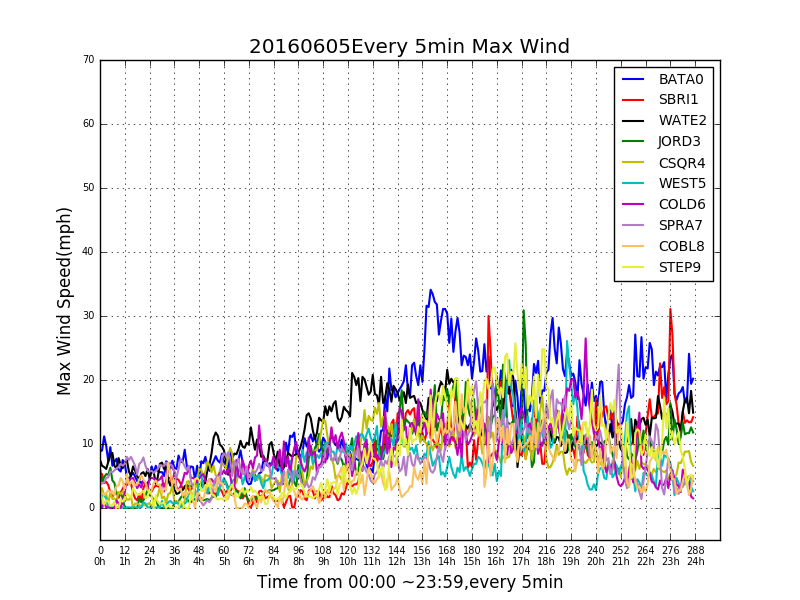 20160605Every 5min Max Wind
70
60
50
40
30
20
10
0
Max Wind Speed(mph)
BATA0
SBRI1
WATE2
JORD3
CSQR4
WEST5
COLD6
SPRA7
COBL8
STEP9
0 12 24 36 48 60 72 84 96 108 120 132 144 156 168 180 192 204 216 228 240 252 264 276 288
0h 1h 2h 3h 4h 5h 6h 7h 8h 9h 10h 11h 12h 13h 14h 15h 16h 17h 18h 19h 20h 21h 22h 23h 24h
Time from 00:00 ~23:59,every 5min